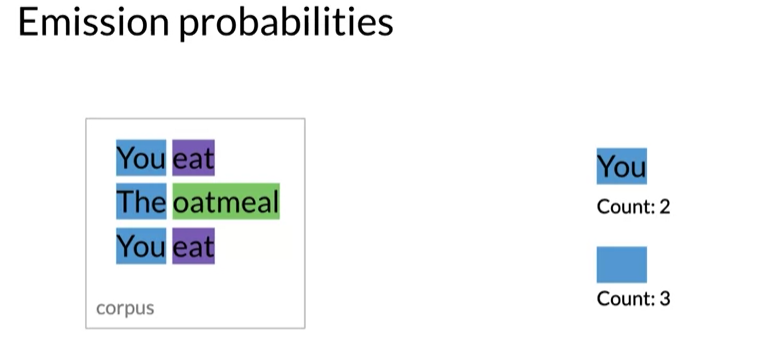 Emission probabilities
You eat
The oatmeal
You eat
corpus
You
Count: 2
Count: 3